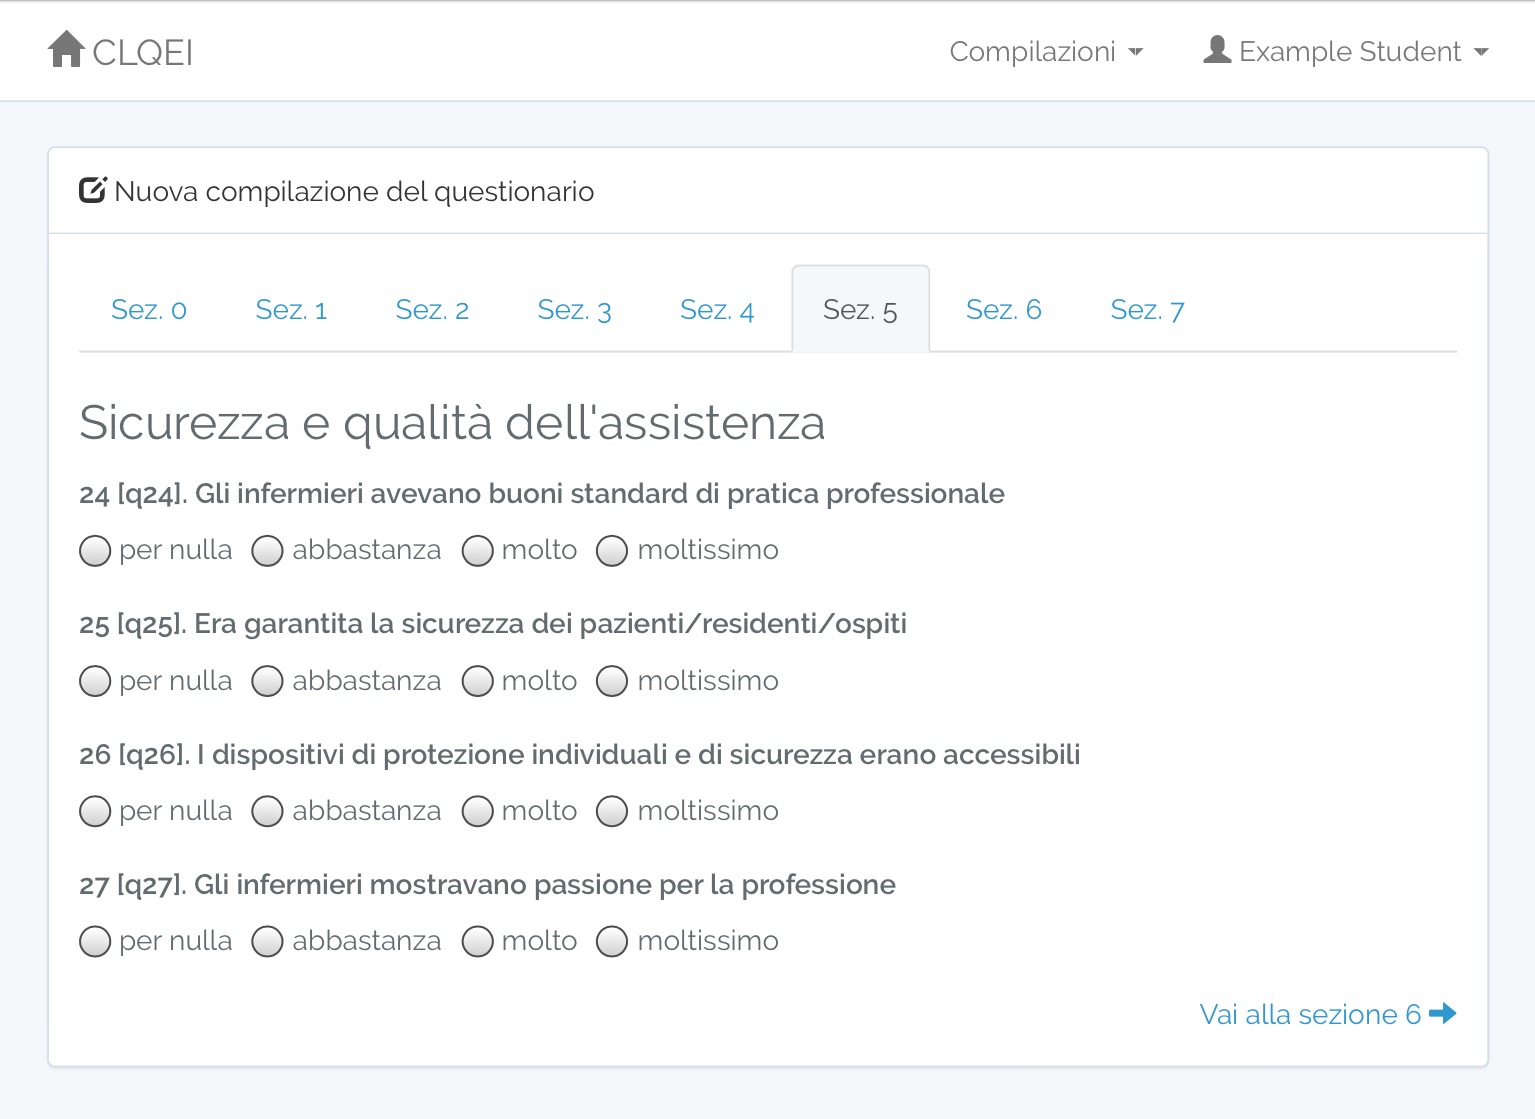 CLQEI Compilazioni Example Student
Nuova compilazione del questionario
Sez. 0 Sez. 1 Sez. 2 Sez. 3 Sez. 4 Sez. 5 Sez. 6 Sez. 7
Sicurezza e qualità dell'assistenza
24 [q24]. Gli infermieri avevano buoni standard di pratica professionale
per nulla abbastanza molto moltissimo
25 [q25]. Era garantita la sicurezza dei pazienti/residenti/ospiti
per nulla abbastanza molto moltissimo
26 [q26]. I dispositivi di protezione individuali e di sicurezza erano accessibili
per nulla abbastanza molto moltissimo
27 [q27]. Gli infermieri mostravano passione per la professione
per nulla abbastanza molto moltissimo
Vai alla sezione 6